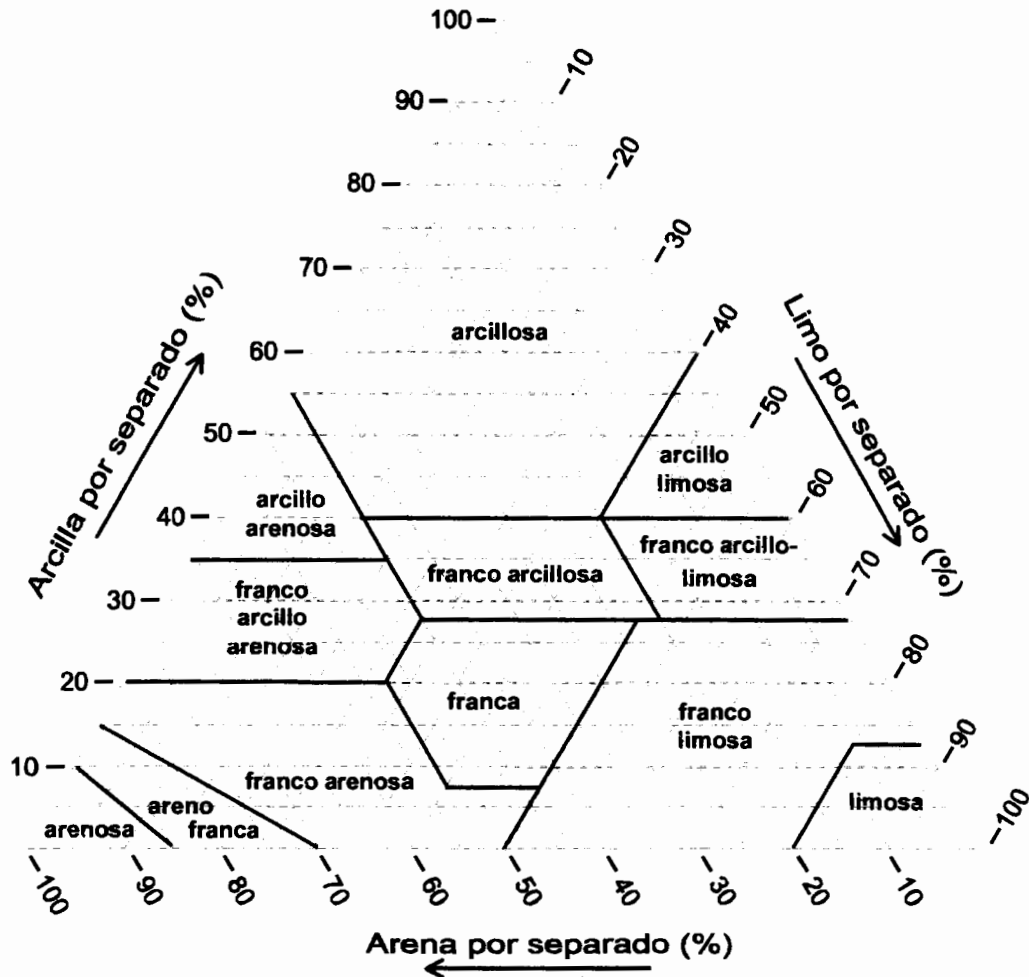 100
90
80
70
60
50
40
30
20
10
Arcilla por separado (%)
10
20
30
40
50
60
70
80
90
100
Limo por separado (%)
arcillosa
arcillo
limosa
arcillo
arenosa
franco arcillosa
franco arcillo-
limosa
franco
arcillo
arenosa
franca
franco
limosa
franco arenosa
arenosa
areno
franca
limosa
100
90
80
70
60
50
40
30
20
10
Arena por separado (%)